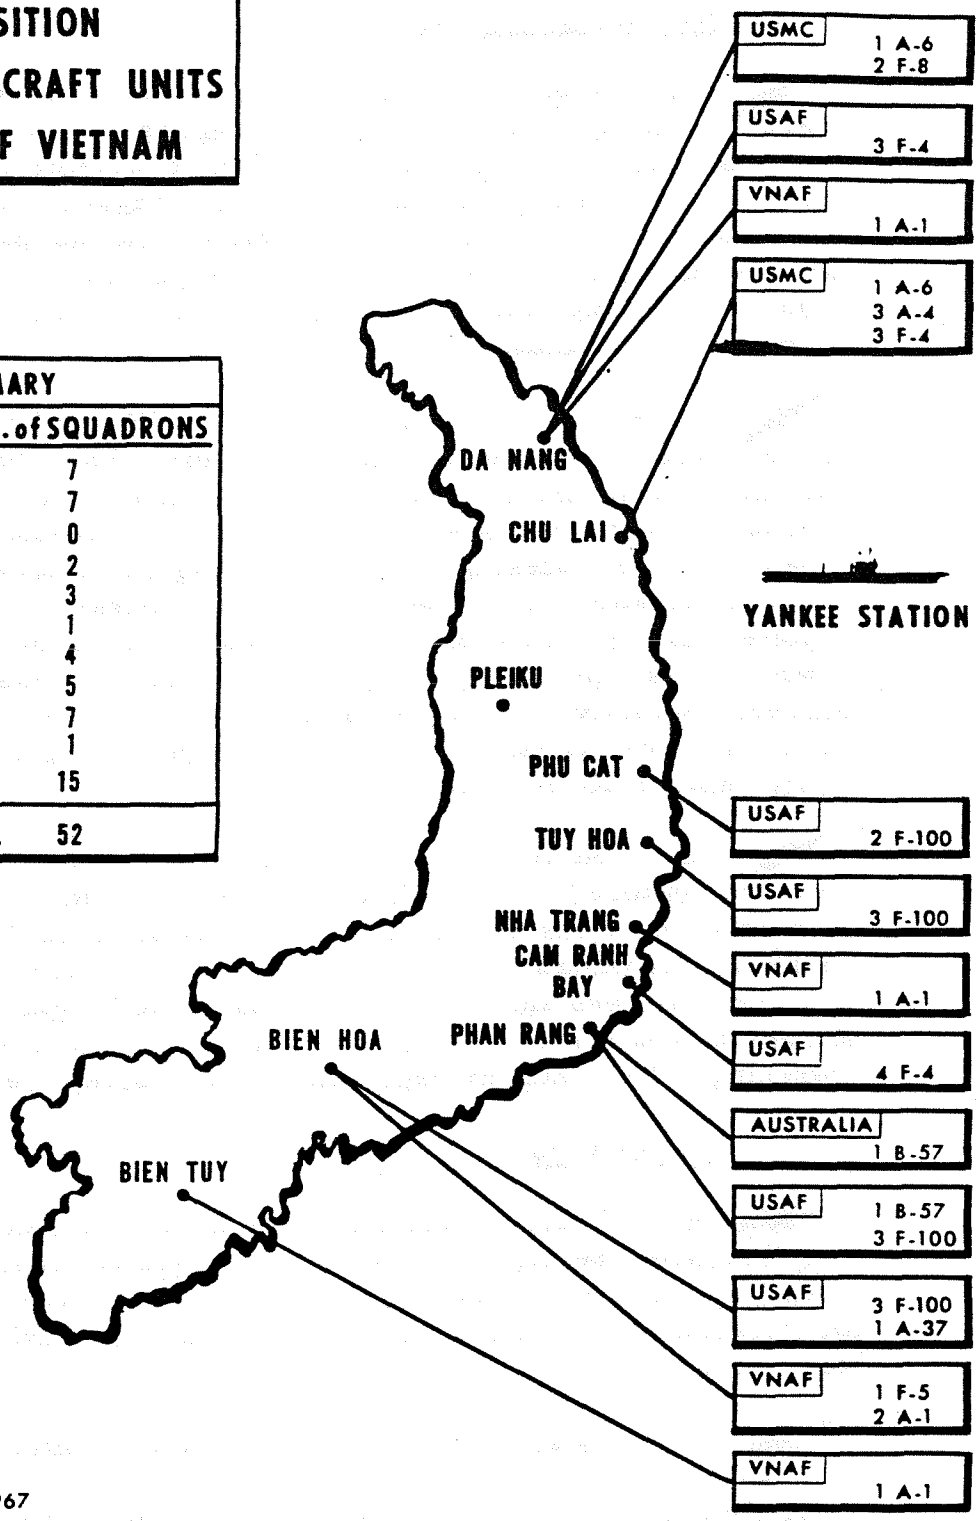 SITION
CRAFT UNITS
F VIETNAM
ARY
. of SQUADRONS
7
7
0
2
3
1
4
5
7
1
15
52
USMC
1 A-6
2 F-8
USAF
3 F-4
VNAF
1 A-1
USMC
1 A-6
3 A-4
3 F-4
DA NANG
CHU LAI
YANKEE STATION
PLEIKU
PHU CAT
TUY HOA
NHA TRANG
CAM RANH
BAY
PHAN RANG
BIEN HOA
BIEN TUY
USAF
2 F-100
USAF
3 F-100
VNAF
1 A-1
USAF
4 F-4
AUSTRALIA
1 B-57
USAF
1 B-57
3 F-100
USAF
3 F-100
1 A-37
VNAF
1 F-5
2 A-1
VNAF
1 A-1
967